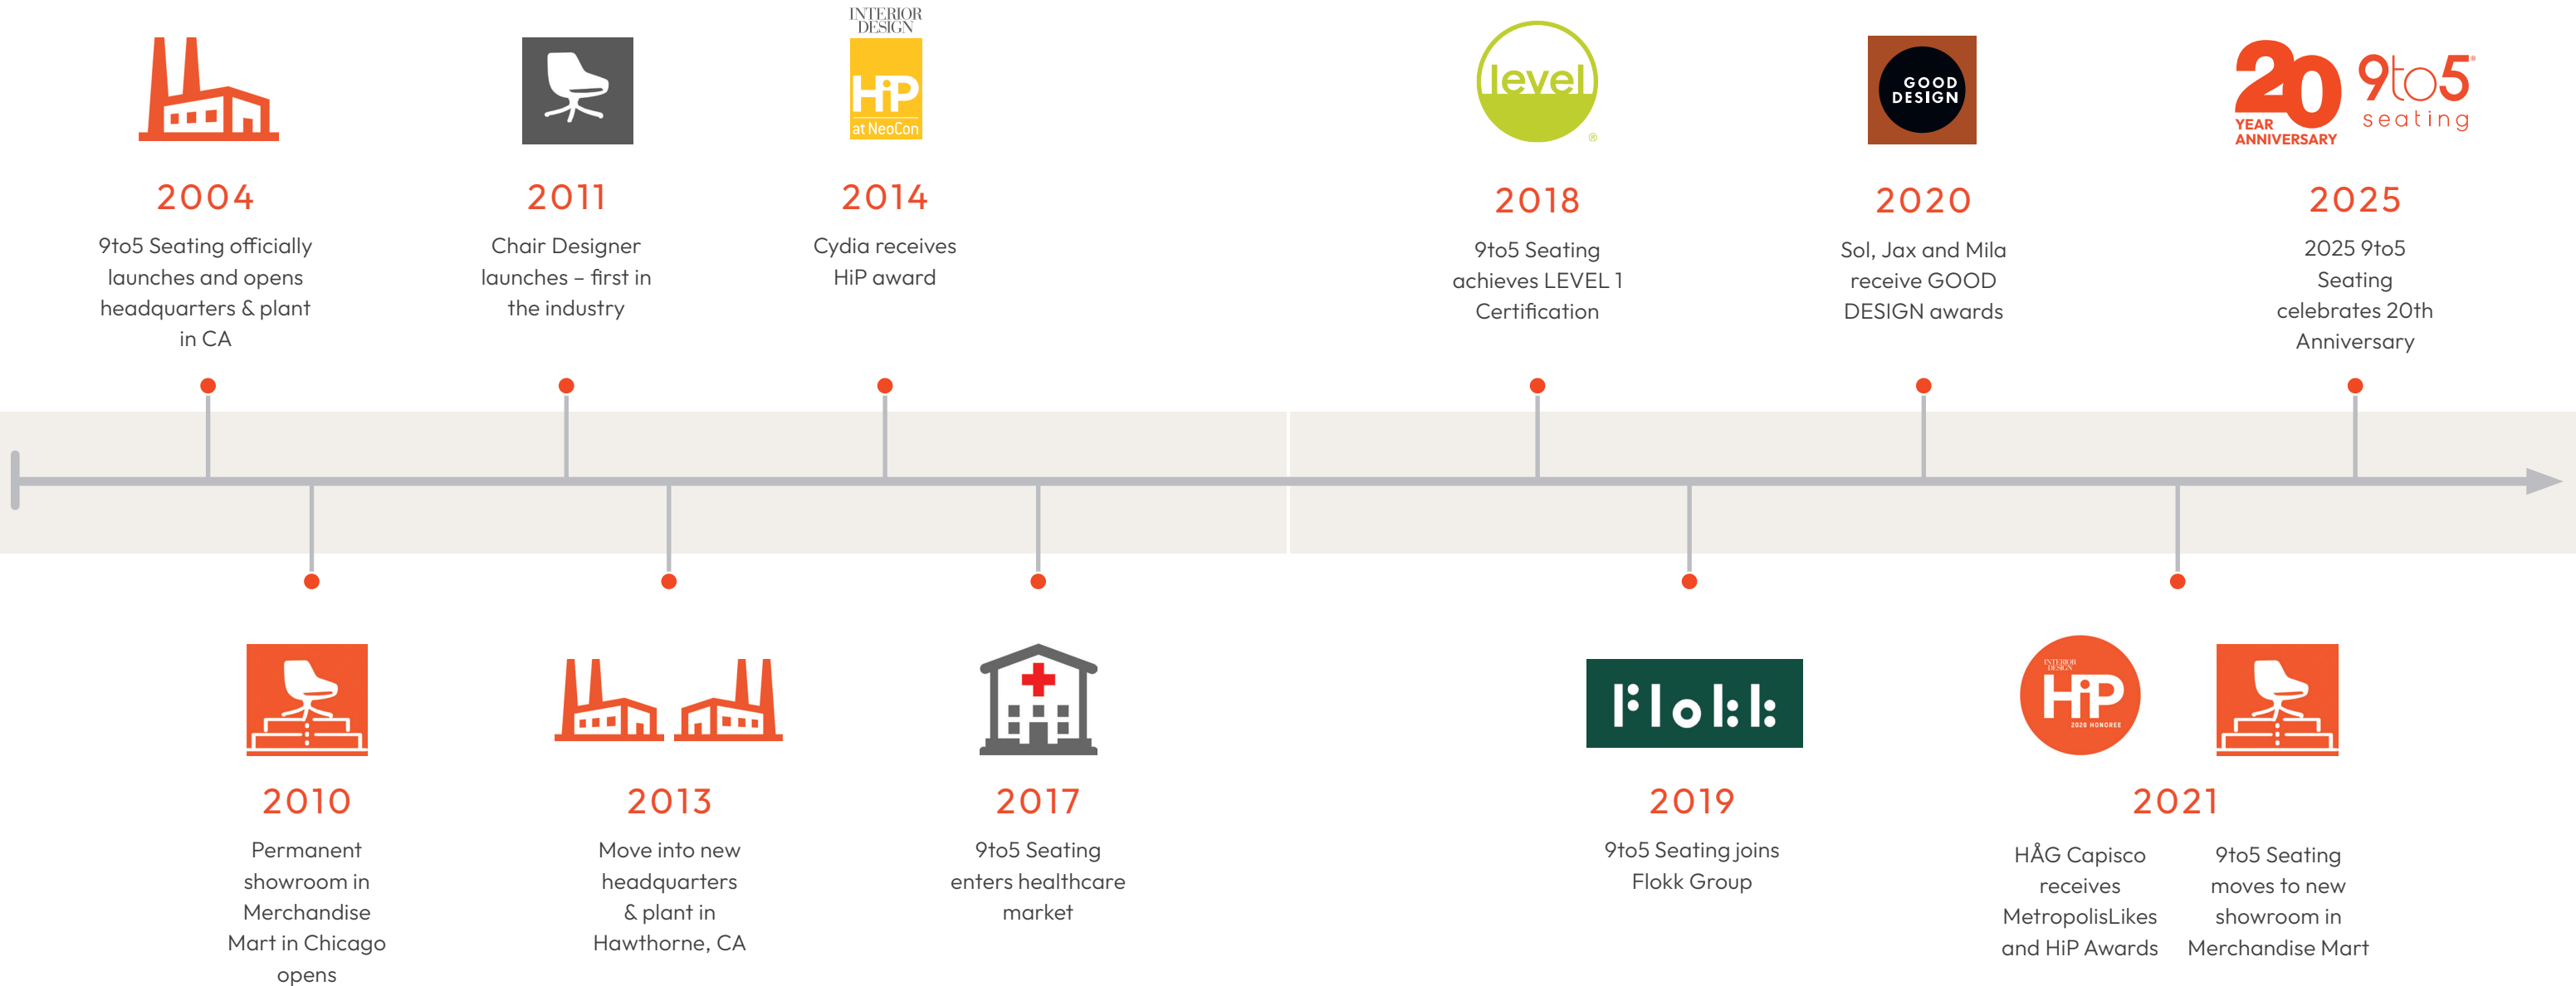 2004
9to5 Seating officially
launches and opens
headquarters & plant
in CA
2011
Chair Designer
launches – first in
the industry
INTERIOR
DESIGN
HiP
at NeoCon
2014
Cydia receives
HiP award
level
®
2018
9to5 Seating
achieves LEVEL 1
Certification
GOOD
DESIGN
2020
Sol, Jax and Mila
receive GOOD
DESIGN awards
20
YEAR
ANNIVERSARY
9to5®
seating
2025
2025 9to5
Seating
celebrates 20th
Anniversary
2010
Permanent
showroom in
Merchandise
Mart in Chicago
opens
2013
Move into new
headquarters
& plant in
Hawthorne, CA
2017
9to5 Seating
enters healthcare
market
Flokk
2019
9to5 Seating joins
Flokk Group
INTERIOR
DESIGN
HiP
2020 HONOREE
2021
HÅG Capisco
receives
MetropolisLikes
and HiP Awards
9to5 Seating
moves to new
showroom in
Merchandise Mart